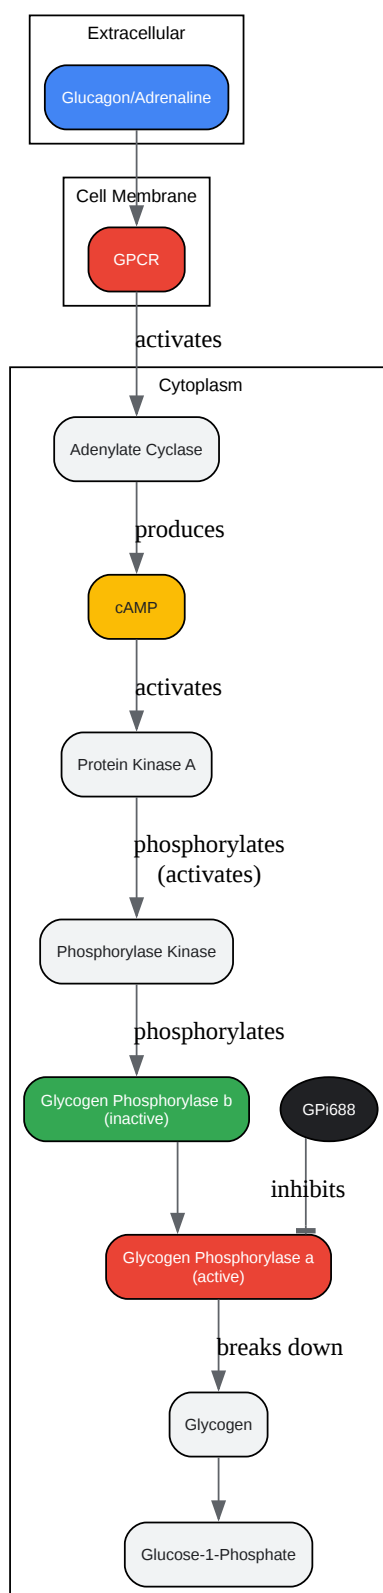 Extracellular
Glucagon/Adrenaline
Cell Membrane
GPCR
activates
Cytoplasm
Adenylate Cyclase
produces
cAMP
activates
Protein Kinase A
phosphorylates
(activates)
Phosphorylase Kinase
phosphorylates
Glycogen Phosphorylase b
(inactive)
GPi688
inhibits
Glycogen Phosphorylase a
(active)
breaks down
Glycogen
Glucose-1-Phosphate